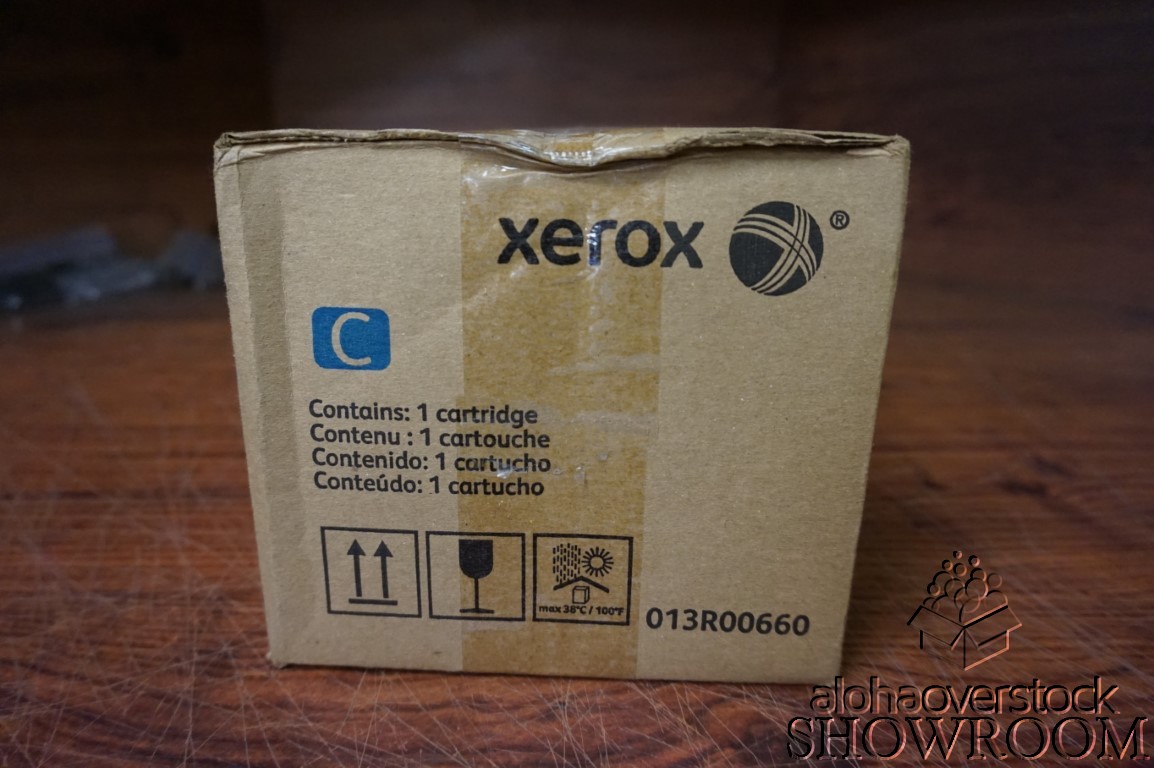 xerox ®
C
Contains: 1 cartridge
Contenu : 1 cartouche
Contenido: 1 cartucho
Conteúdo: 1 cartucho
max 38°C / 100°F
013R00660
alohaoverstock
SHOWROOM